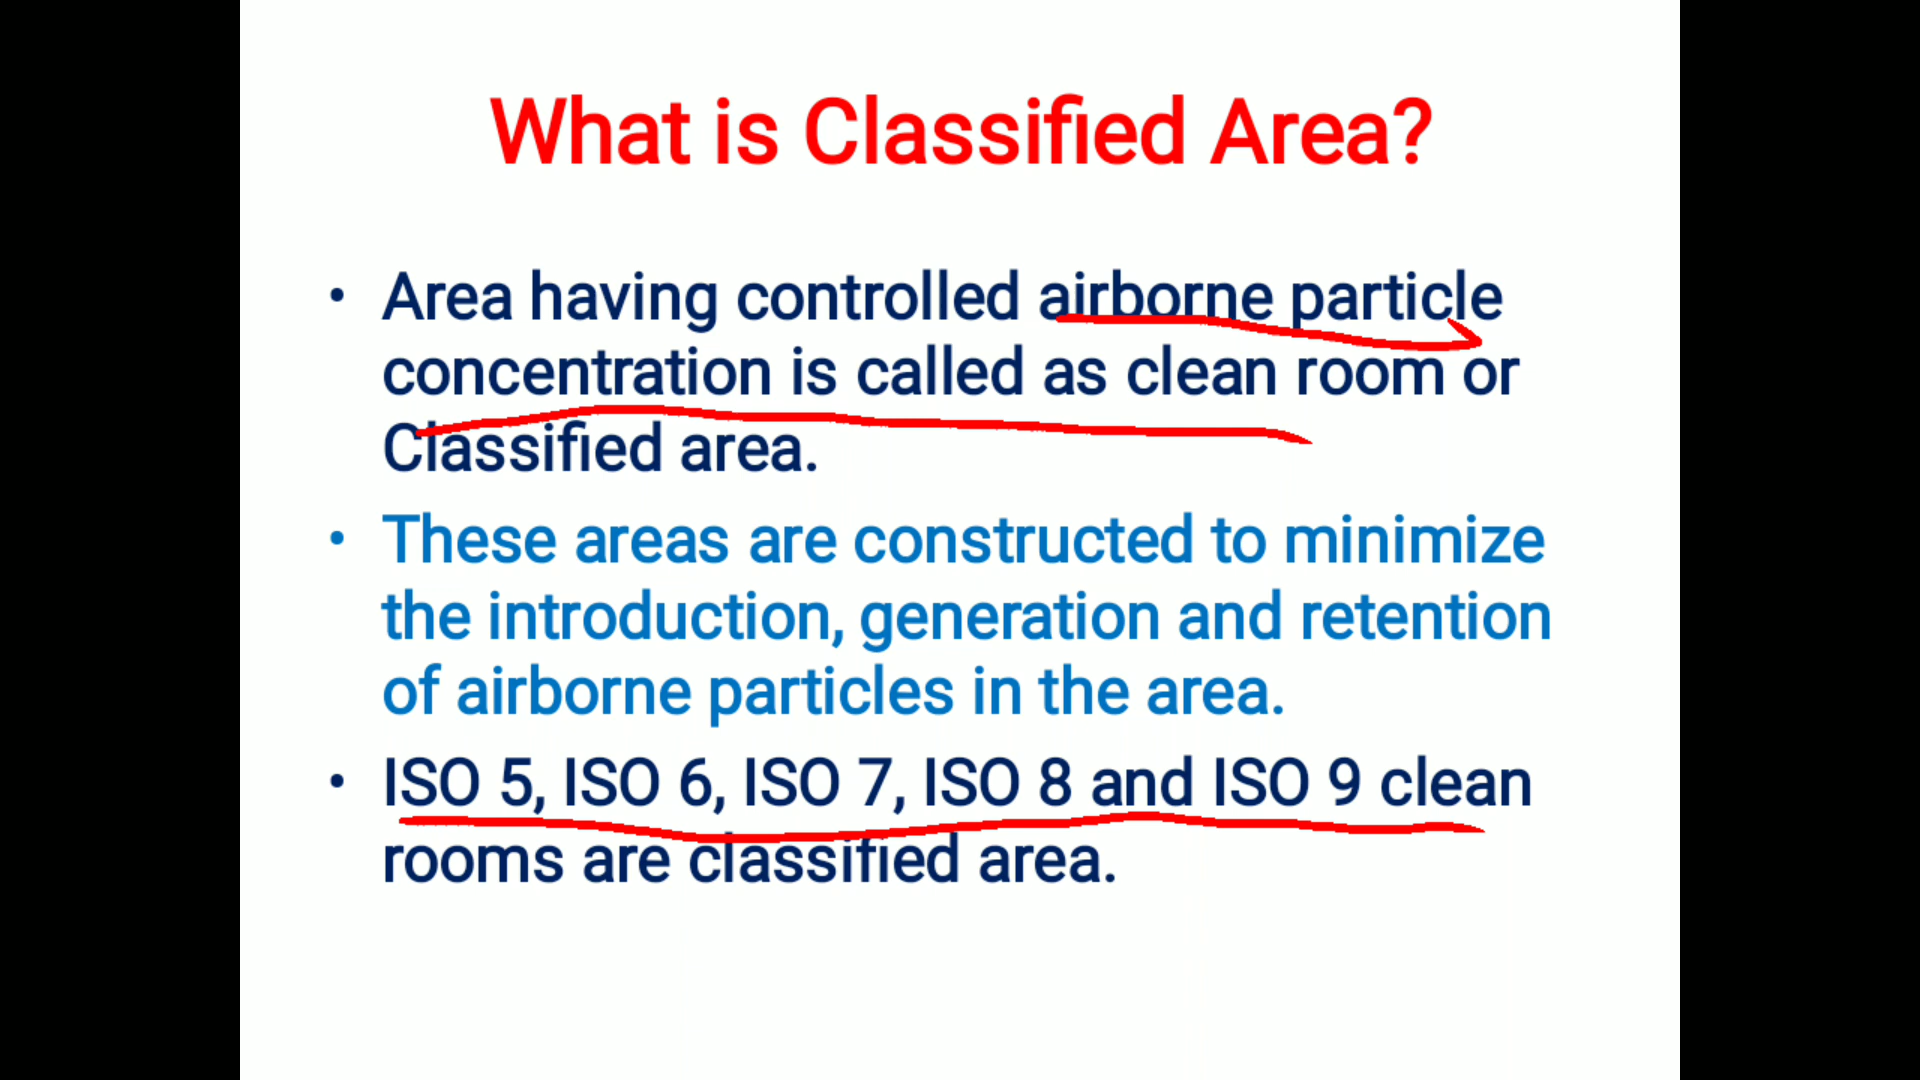 What is Classified Area?
• Area having controlled airborne particle
concentration is called as clean room or
Classified area.
• These areas are constructed to minimize
the introduction, generation and retention
of airborne particles in the area.
• ISO 5, ISO 6, ISO 7, ISO 8 and ISO 9 clean
rooms are classified area.